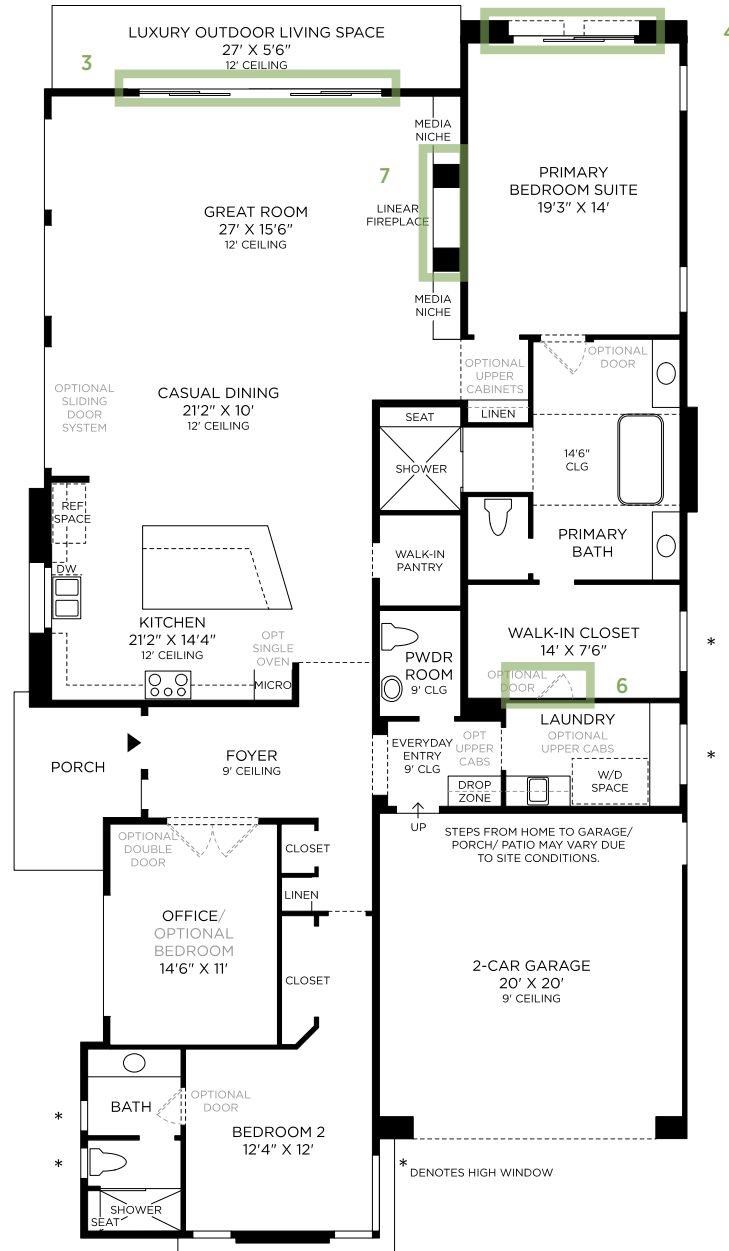 LUXURY OUTDOOR LIVING SPACE
27' X 5'6"
12' CEILING
3
4
MEDIA
NICHE
7
LINEAR
FIREPLACE
MEDIA
NICHE
GREAT ROOM
27' X 15'6"
12' CEILING
PRIMARY
BEDROOM SUITE
19'3" X 14'
OPTIONAL
UPPER
CABINETS
LINEN
OPTIONAL
DOOR
OPTIONAL
SLIDING
DOOR
SYSTEM
CASUAL DINING
21'2" X 10'
12' CEILING
SEAT
SHOWER
14'6"
CLG
PRIMARY
BATH
REF
SPACE
DW
WALK-IN
PANTRY
KITCHEN
21'2" X 14'4"
12' CEILING
OPT
SINGLE
OVEN
MICRO
PWDR
ROOM
9' CLG
WALK-IN CLOSET
14' X 7'6"
*
OPTIONAL
DOOR
6
PORCH
FOYER
9' CEILING
EVERYDAY
ENTRY
9' CLG
OPT
UPPER
CABS
LAUNDRY
OPTIONAL
UPPER CABS
*
W/D
SPACE
DROP
ZONE
UP
STEPS FROM HOME TO GARAGE/
PORCH/ PATIO MAY VARY DUE
TO SITE CONDITIONS.
OPTIONAL
DOUBLE
DOOR
CLOSET
LINEN
OFFICE/
OPTIONAL
BEDROOM
14'6" X 11'
CLOSET
2-CAR GARAGE
20' X 20'
9' CEILING
*
BATH
OPTIONAL
DOOR
BEDROOM 2
12'4" X 12'
*
SHOWER
SEAT
* DENOTES HIGH WINDOW